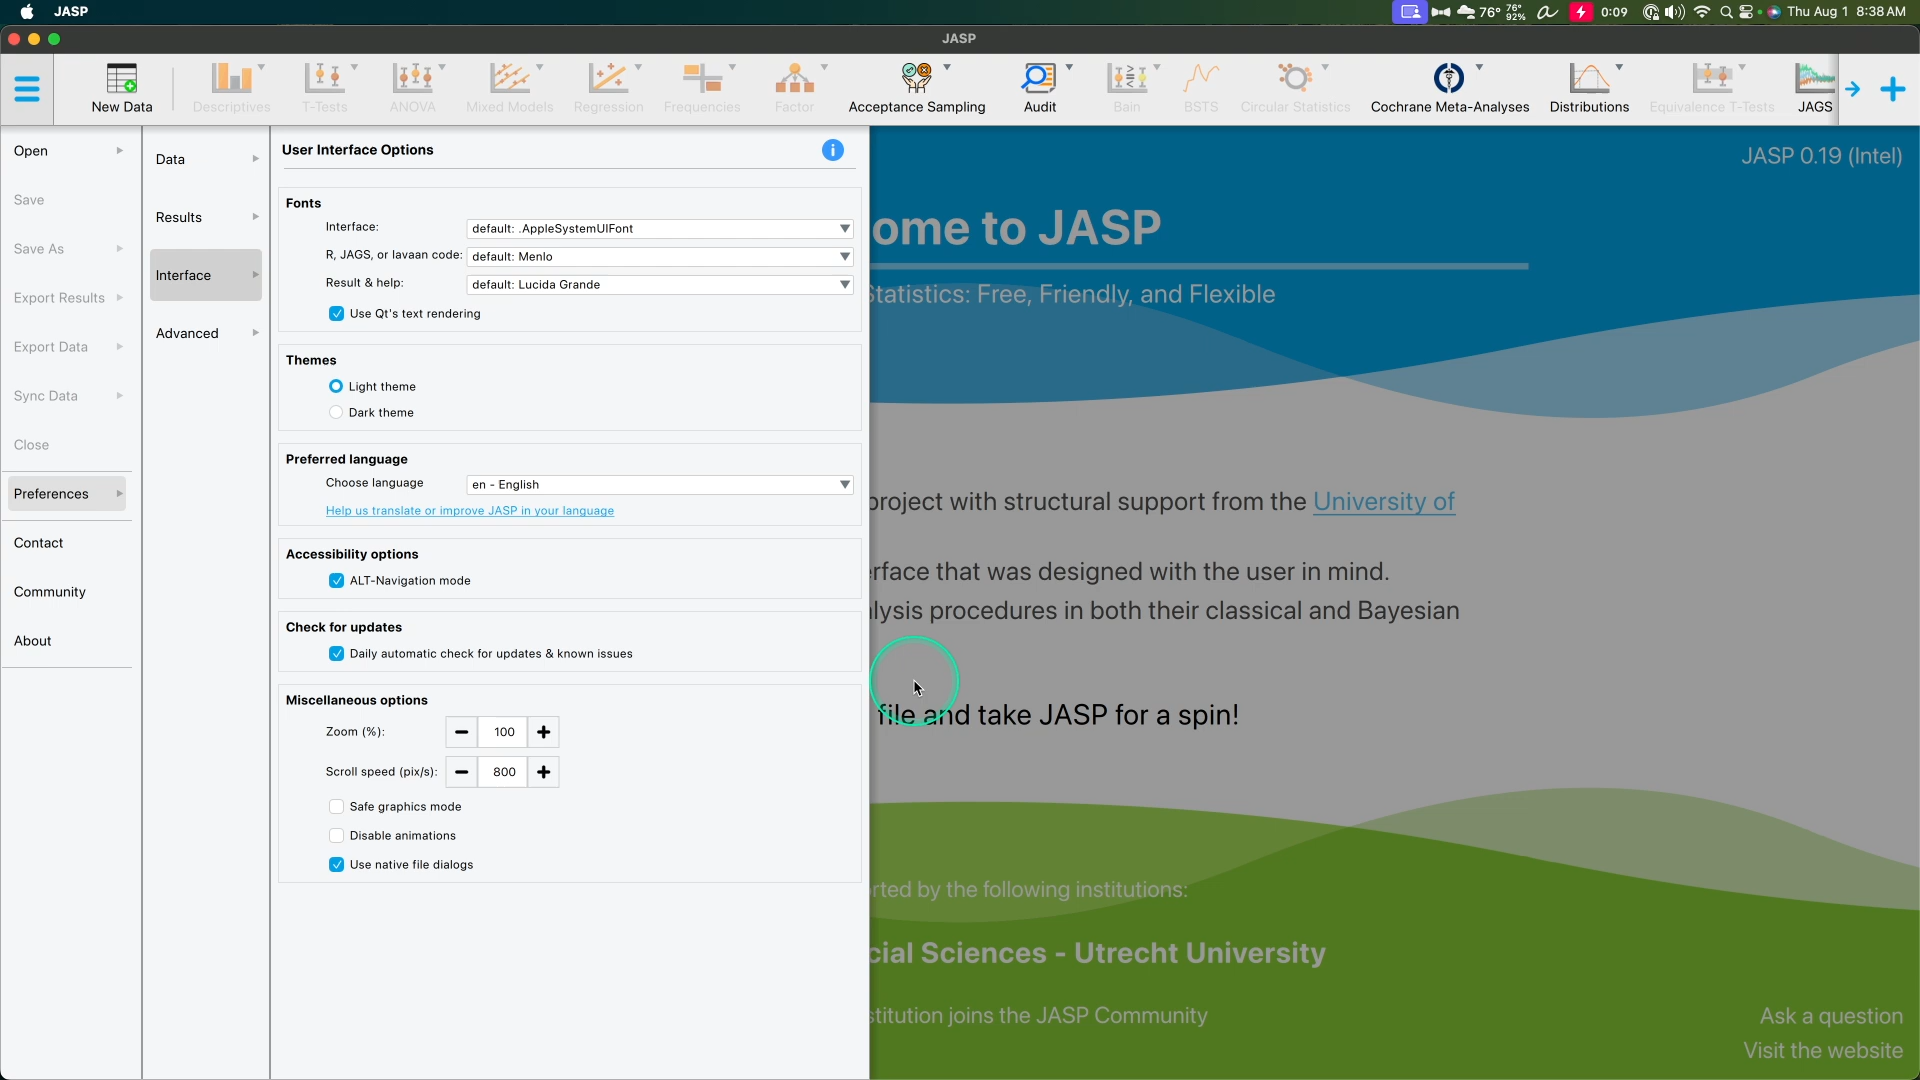 JASP
76° 76° 92%
0:09
Thu Aug 1 8:38 AM
JASP
New Data
Descriptives
T-Tests
ANOVA
Mixed Models
Regression
Frequencies
Factor
Acceptance Sampling
Audit
Bain
BSTS
Circular Statistics
Cochrane Meta-Analyses
Distributions
Equivalence T-Tests
JAGS
Open
Save
Save As
Export Results
Export Data
Sync Data
Close
Preferences
Contact
Community
About
Data
Results
Interface
Advanced
User Interface Options
Fonts
Interface: default: .AppleSystemUIFont
R, JAGS, or lavaan code: default: Menlo
Result & help: default: Lucida Grande
Use Qt's text rendering
Themes
Light theme
Dark theme
Preferred language
Choose language en - English
Help us translate or improve JASP in your language
Accessibility options
ALT-Navigation mode
Check for updates
Daily automatic check for updates & known issues
Miscellaneous options
Zoom (%): 100
Scroll speed (pix/s): 800
Safe graphics mode
Disable animations
Use native file dialogs
JASP 0.19 (Intel)
ome to JASP
Statistics: Free, Friendly, and Flexible
project with structural support from the University of
rface that was designed with the user in mind.
lysis procedures in both their classical and Bayesian
file and take JASP for a spin!
rted by the following institutions:
cial Sciences - Utrecht University
stitution joins the JASP Community
Ask a question
Visit the website